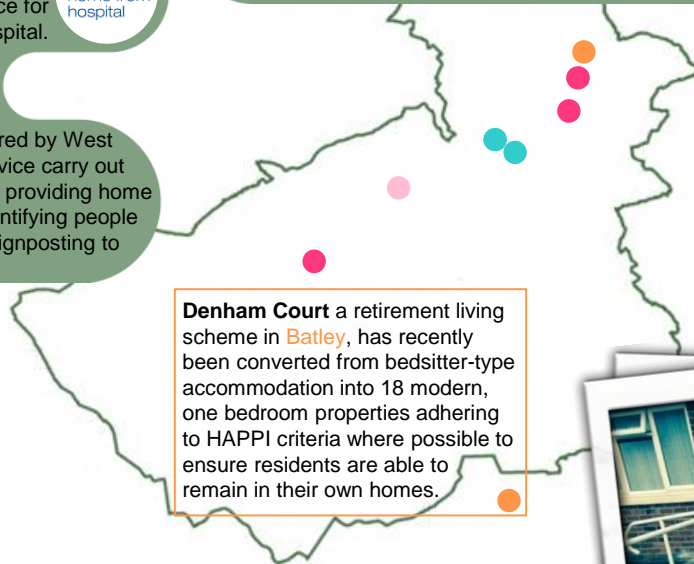 ce for
spital.
hospital
red by West
vice carry out
providing home
ntifying people
ignposting to
Denham Court a retirement living
scheme in Batley, has recently
been converted from bedsitter-type
accommodation into 18 modern,
one bedroom properties adhering
to HAPPI criteria where possible to
ensure residents are able to
remain in their own homes.